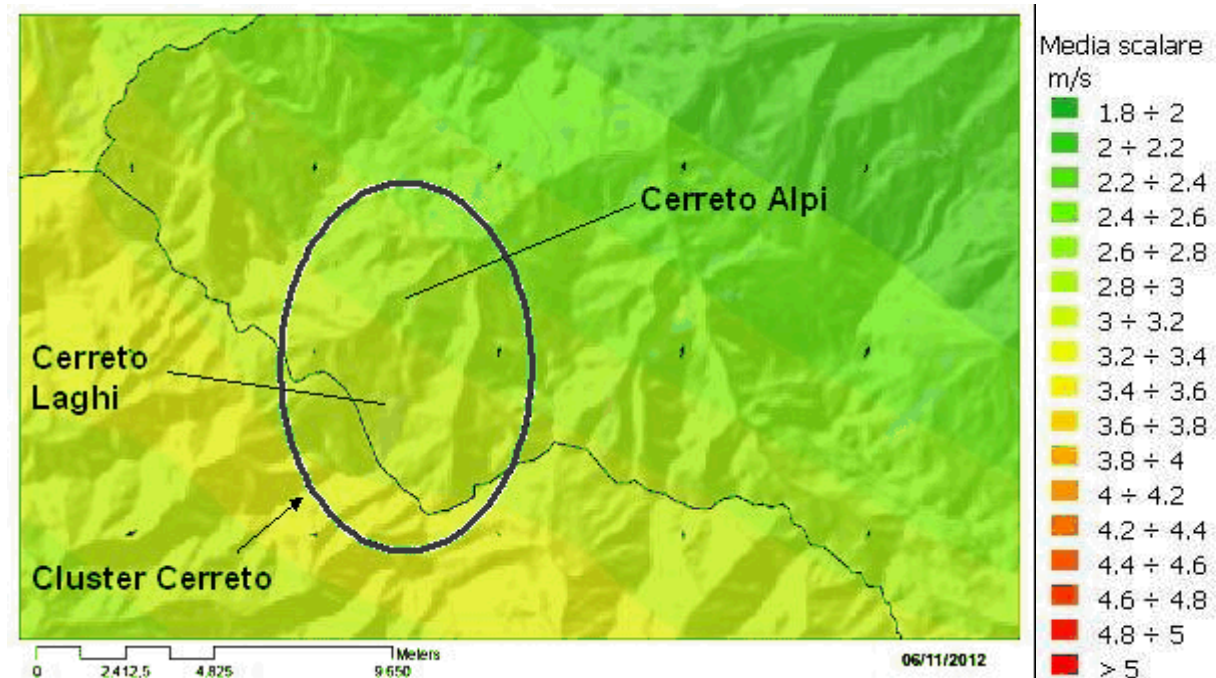 Media scalare
m/s
1.8 ÷ 2
2 ÷ 2.2
2.2 ÷ 2.4
2.4 ÷ 2.6
2.6 ÷ 2.8
2.8 ÷ 3
3 ÷ 3.2
3.2 ÷ 3.4
3.4 ÷ 3.6
3.6 ÷ 3.8
3.8 ÷ 4
4 ÷ 4.2
4.2 ÷ 4.4
4.4 ÷ 4.6
4.6 ÷ 4.8
4.8 ÷ 5
> 5
Cerreto Alpi
Cerreto
Laghi
Cluster Cerreto
Meters
0 2.412,5 4.825 9.650
06/11/2012